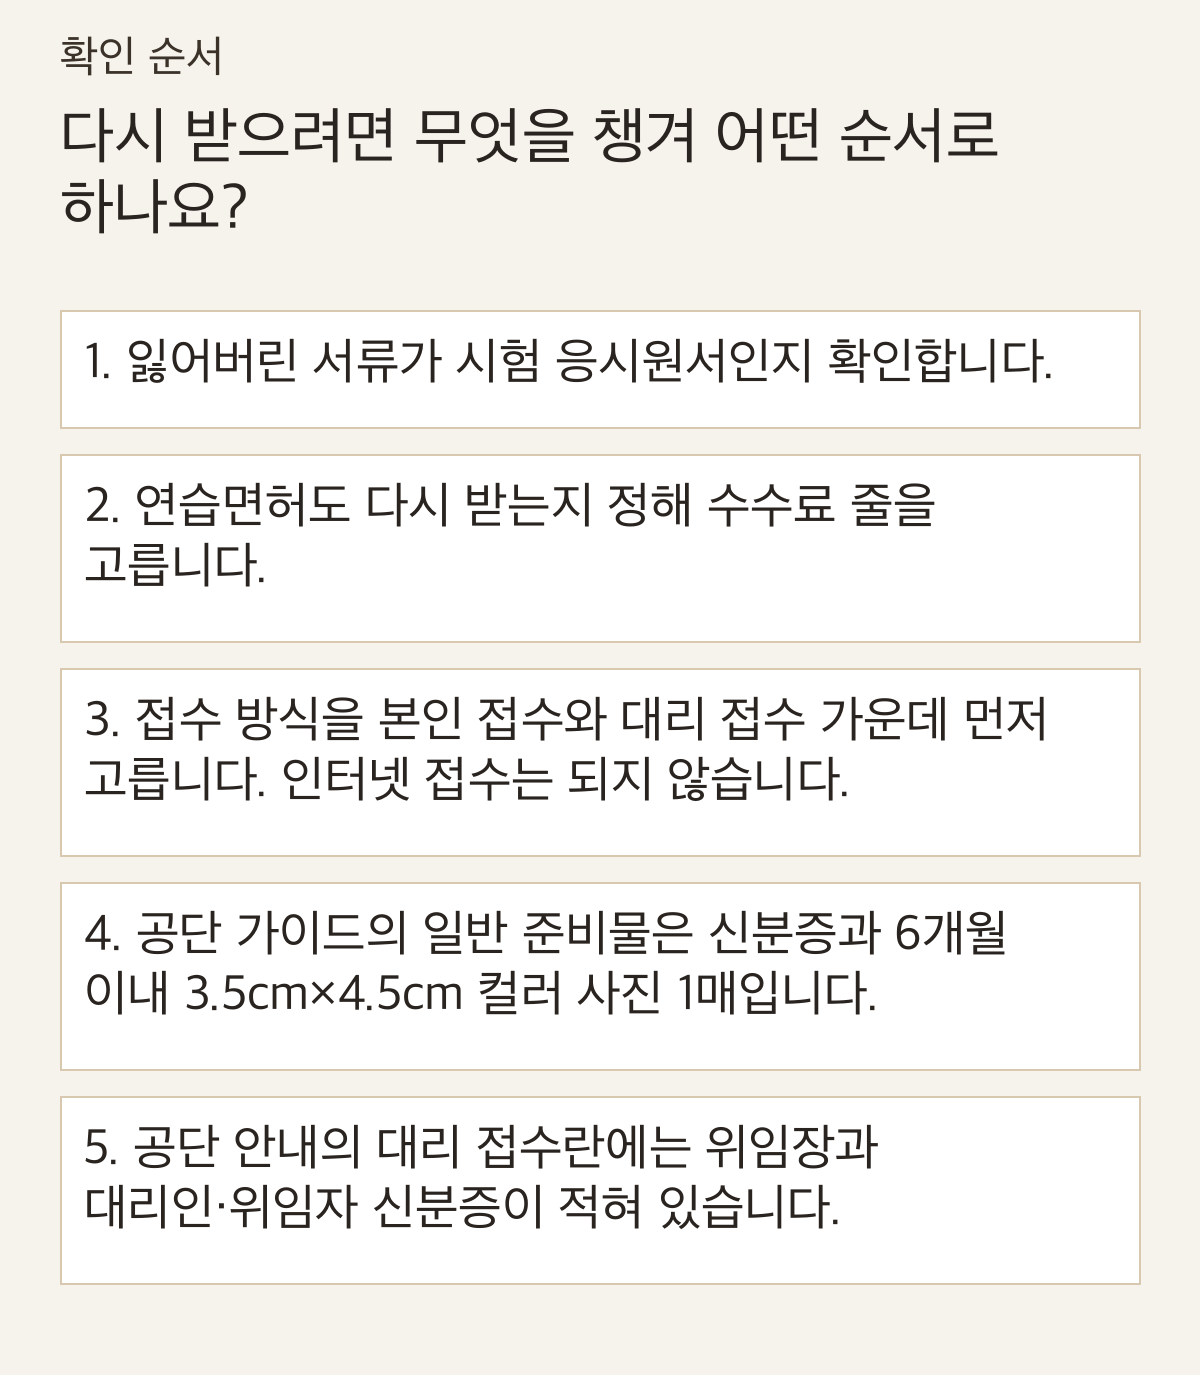 확인 순서
다시 받으려면 무엇을 챙겨 어떤 순서로
하나요?
1. 잃어버린 서류가 시험 응시원서인지 확인합니다.
2. 연습면허도 다시 받는지 정해 수수료 줄을
고릅니다.
3. 접수 방식을 본인 접수와 대리 접수 가운데 먼저
고릅니다. 인터넷 접수는 되지 않습니다.
4. 공단 가이드의 일반 준비물은 신분증과 6개월
이내 3.5cm×4.5cm 컬러 사진 1매입니다.
5. 공단 안내의 대리 접수란에는 위임장과
대리인·위임자 신분증이 적혀 있습니다.